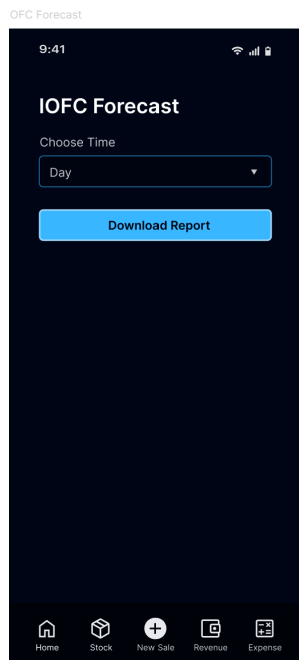 OFC Forecast
9:41
IOFC Forecast
Choose Time
Day
Download Report
Home Stock New Sale Revenue Expense